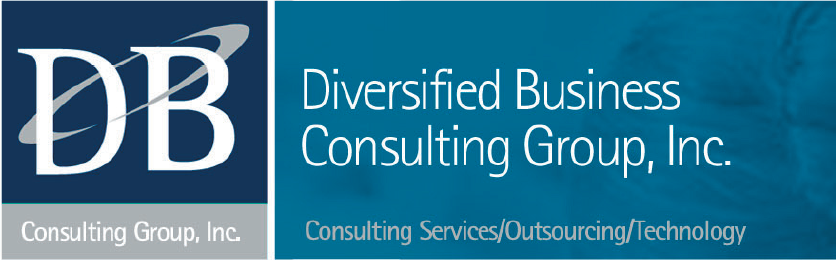 DB
Consulting Group, Inc.
Diversified Business
Consulting Group, Inc.
Consulting Services/Outsourcing/Technology